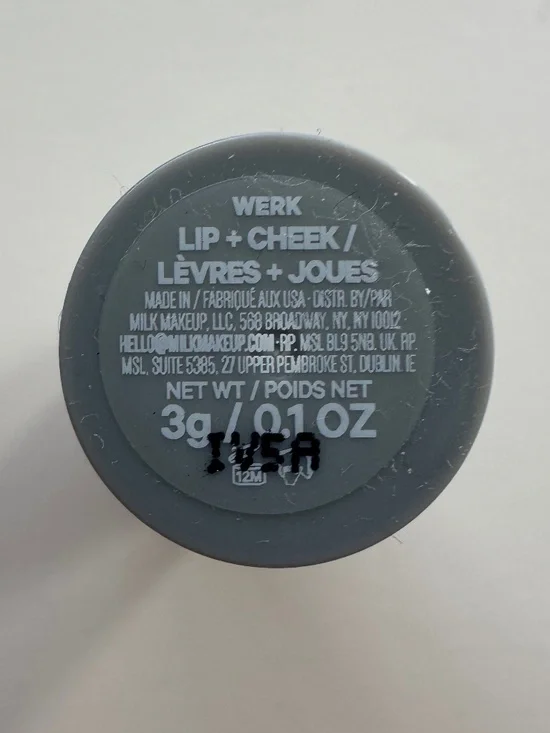 WERK
LIP + CHEEK /
LÈVRES + JOUES
MADE IN / FABRIQUÉ AUX USA · DISTR. BY/PAR
MILK MAKEUP, LLC, 568 BROADWAY, NY, NY 10012
HELLO@MILKMAKEUP.COM · RP. MSL BL9 5NB. UK. RP.
MSL, SUITE 5385, 27 UPPER PEMBROKE ST, DUBLIN. IE
NET WT / POIDS NET
3g / 0.1 OZ
IV5A
12M